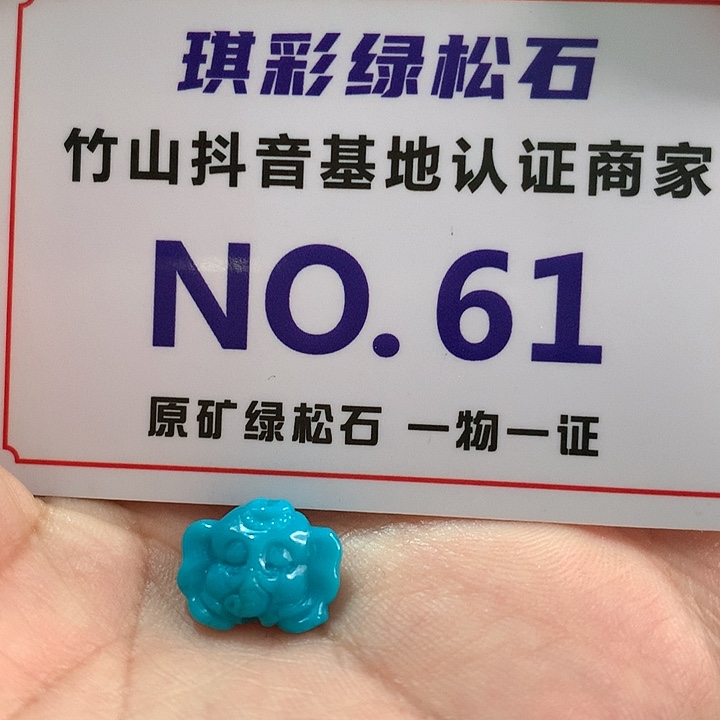 琪彩绿松石
竹山抖音基地认证商家
NO.61
原矿绿松石 一物一证